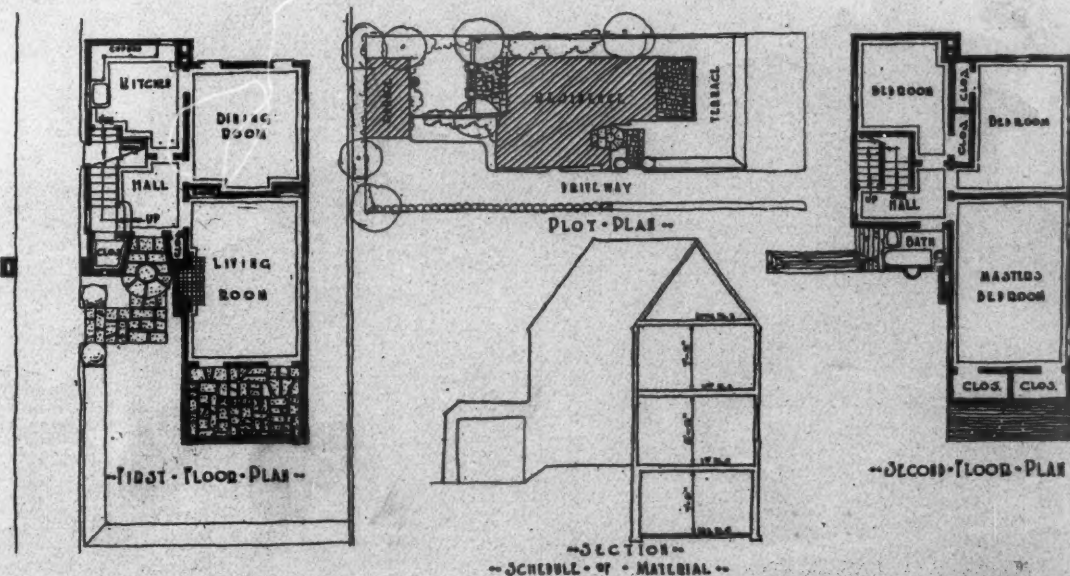 KITCHEN
DINING
ROOM
HALL
UP
CLO.
LIVING
ROOM
~FIRST·FLOOR·PLAN~
RESIDENCE
TERRACE
DRIVEWAY
PLOT·PLAN~
~SECTION~
~SCHEDULE·OF·MATERIAL~
BEDROOM
CLOS.
CLOS.
BEDROOM
UP
HALL
BATH
MASTERS
BEDROOM
CLOS.
CLOS.
~SECOND·FLOOR·PLAN